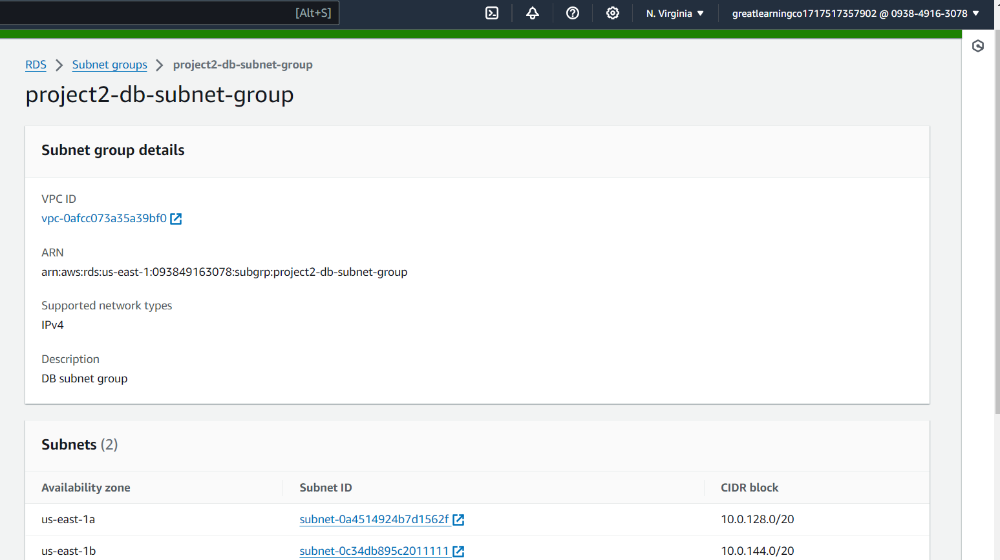 [Alt+S]
N. Virginia
greatlearningco1717517357902 @ 0938-4916-3078
RDS
Subnet groups
project2-db-subnet-group
project2-db-subnet-group
Subnet group details
VPC ID
vpc-0afcc073a35a39bf0
ARN
arn:aws:rds:us-east-1:093849163078:subgrp:project2-db-subnet-group
Supported network types
IPv4
Description
DB subnet group
Subnets (2)
Availability zone Subnet ID CIDR block
us-east-1a subnet-0a4514924b7d1562f 10.0.128.0/20
us-east-1b subnet-0c34db895c2011111 10.0.144.0/20